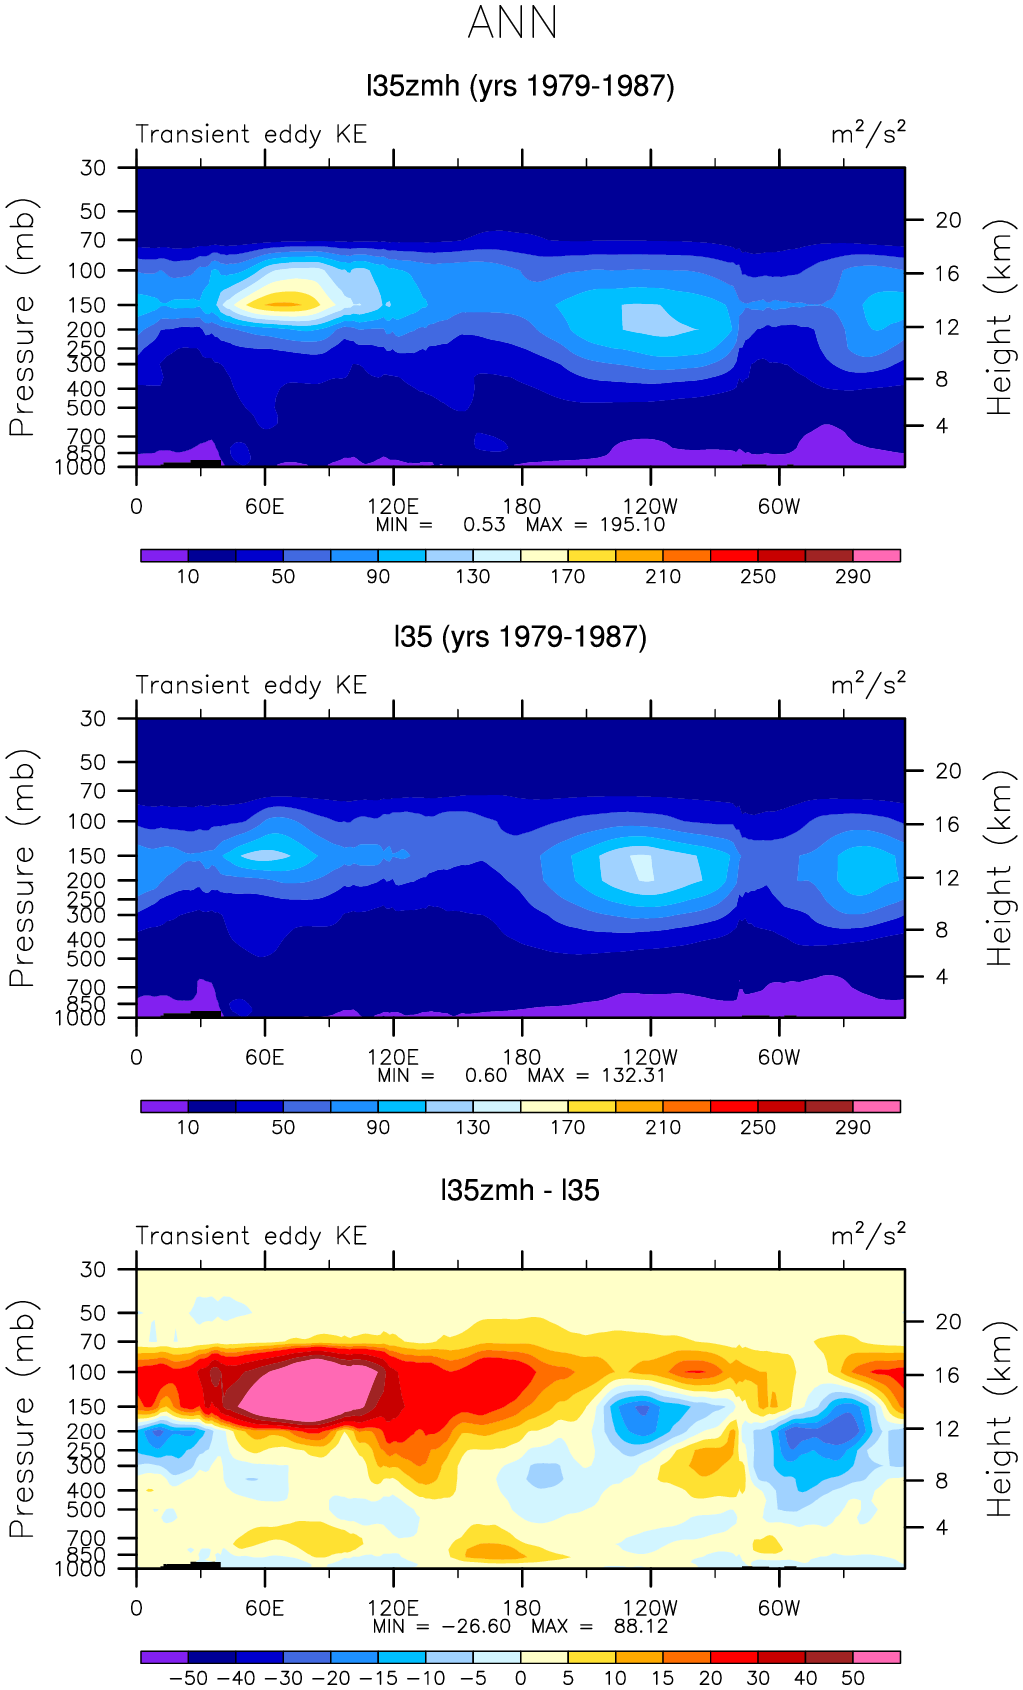 ANN
l35zmh (yrs 1979-1987)
Transient eddy KE m²/s²
30
50
70
100
150
200
250
300
400
500
700
850
1000
Pressure (mb)
20
16
12
8
4
Height (km)
0 60E 120E 180 120W 60W
MIN = 0.53 MAX = 195.10
10 50 90 130 170 210 250 290
l35 (yrs 1979-1987)
Transient eddy KE m²/s²
30
50
70
100
150
200
250
300
400
500
700
850
1000
Pressure (mb)
20
16
12
8
4
Height (km)
0 60E 120E 180 120W 60W
MIN = 0.60 MAX = 132.31
10 50 90 130 170 210 250 290
l35zmh - l35
Transient eddy KE m²/s²
30
50
70
100
150
200
250
300
400
500
700
850
1000
Pressure (mb)
20
16
12
8
4
Height (km)
0 60E 120E 180 120W 60W
MIN = −26.60 MAX = 88.12
−50 −40 −30 −20 −15 −10 −5 0 5 10 15 20 30 40 50